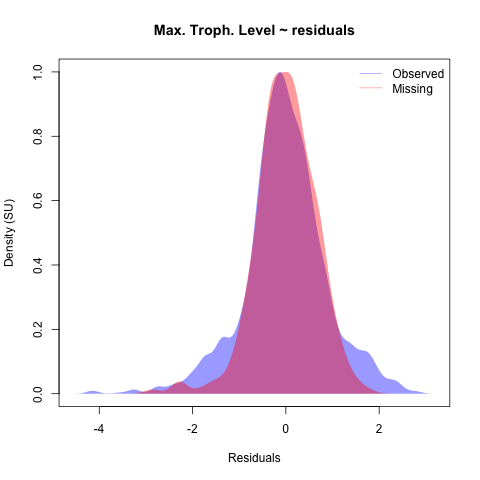 Max. Troph. Level ~ residuals
Observed
Missing
Density (SU)
0.0
0.2
0.4
0.6
0.8
1.0
-4
-2
0
2
Residuals